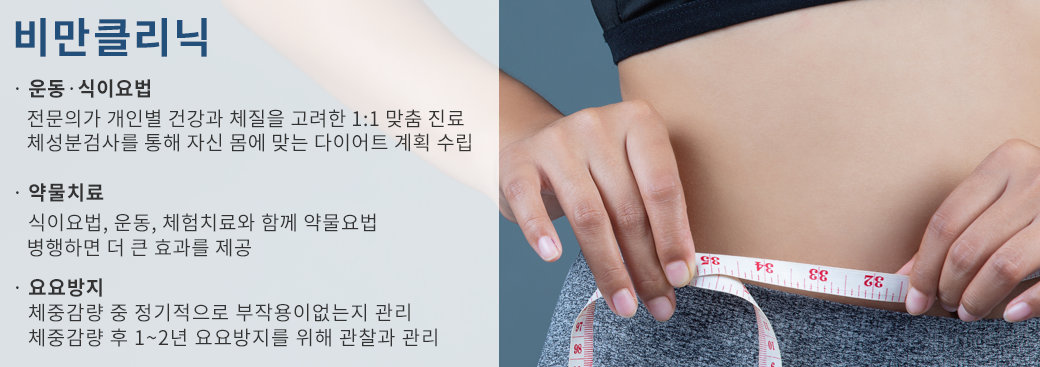 비만클리닉
· 운동·식이요법
전문의가 개인별 건강과 체질을 고려한 1:1 맞춤 진료
체성분검사를 통해 자신 몸에 맞는 다이어트 계획 수립
· 약물치료
식이요법, 운동, 체험치료와 함께 약물요법
병행하면 더 큰 효과를 제공
· 요요방지
체중감량 중 정기적으로 부작용이없는지 관리
체중감량 후 1~2년 요요방지를 위해 관찰과 관리
35 34 33 32
97
98